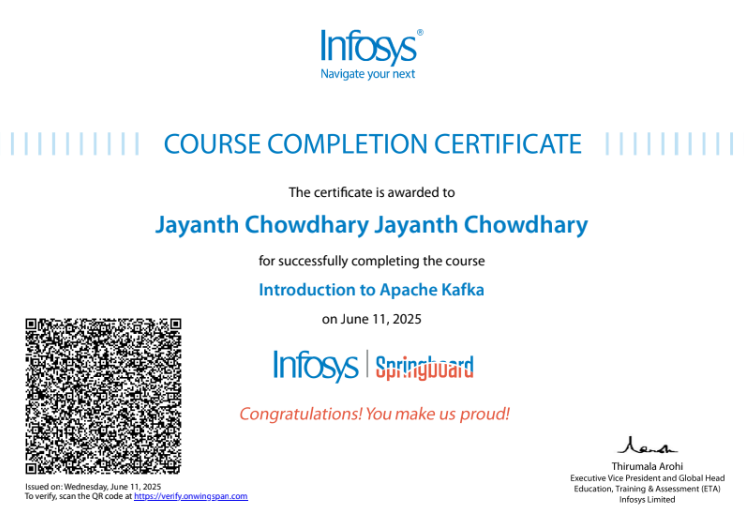 Infosys®
Navigate your next
COURSE COMPLETION CERTIFICATE
The certificate is awarded to
Jayanth Chowdhary Jayanth Chowdhary
for successfully completing the course
Introduction to Apache Kafka
on June 11, 2025
Infosys | Springboard
Congratulations! You make us proud!
Issued on: Wednesday, June 11, 2025
To verify, scan the QR code at https://verify.onwingspan.com
Thirumala Arohi
Executive Vice President and Global Head
Education, Training & Assessment (ETA)
Infosys Limited